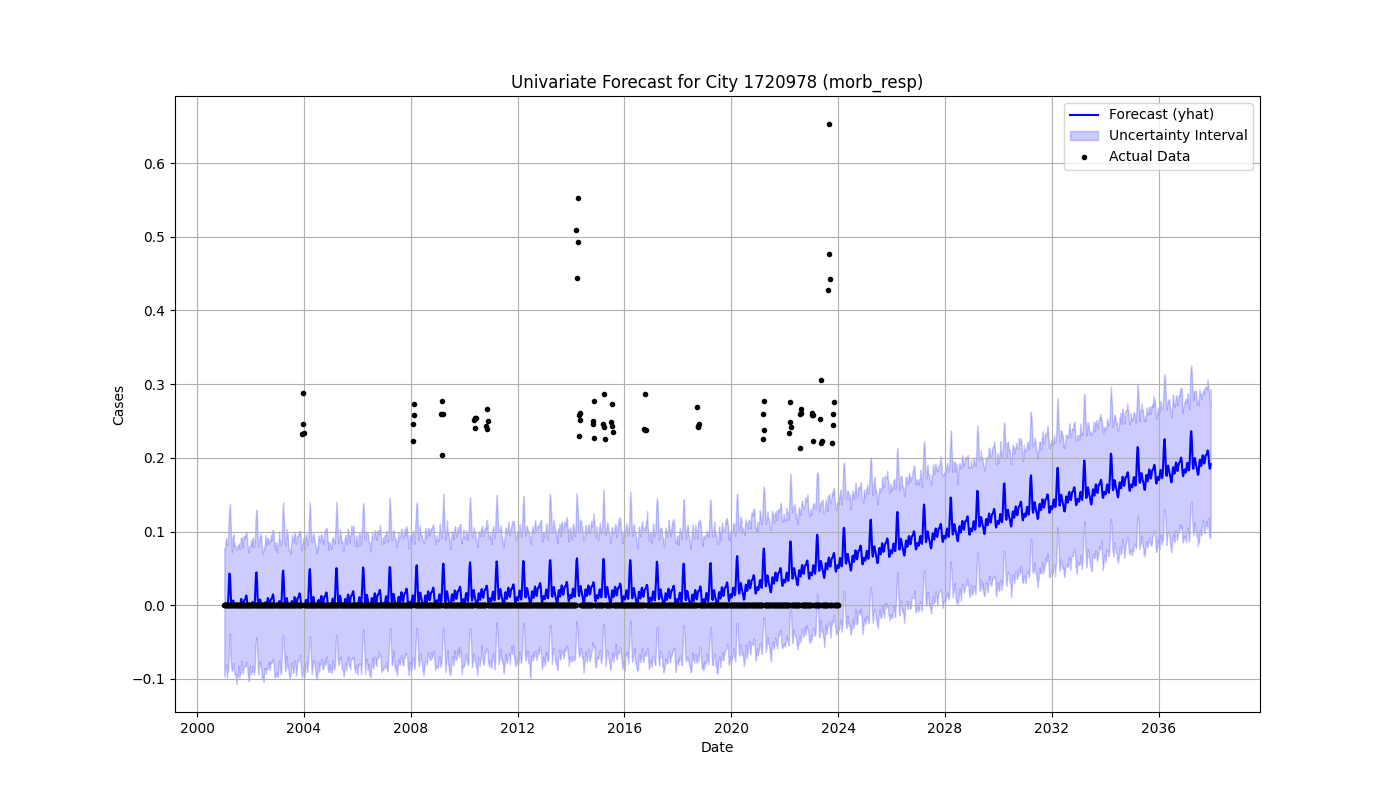 Univariate Forecast for City 1720978 (morb_resp)
Forecast (yhat)
Uncertainty Interval
Actual Data
Cases
0.6
0.5
0.4
0.3
0.2
0.1
0.0
−0.1
2000 2004 2008 2012 2016 2020 2024 2028 2032 2036
Date